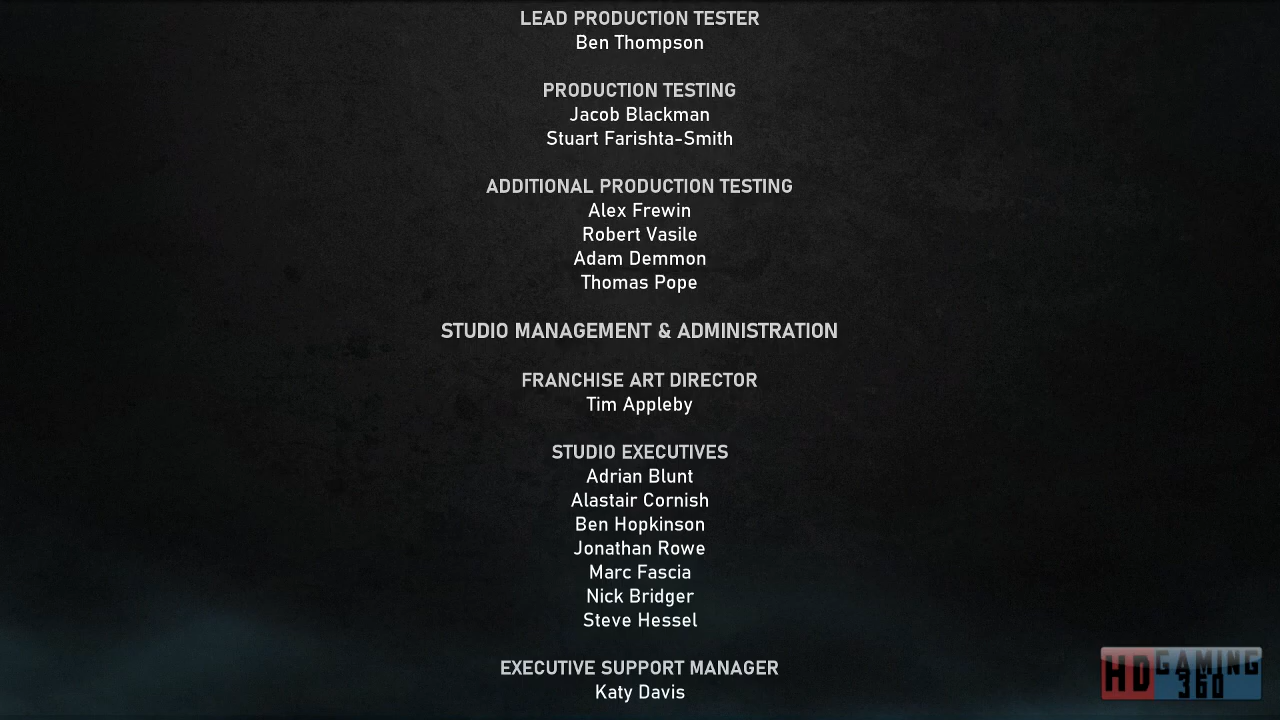 LEAD PRODUCTION TESTER
Ben Thompson
PRODUCTION TESTING
Jacob Blackman
Stuart Farishta-Smith
ADDITIONAL PRODUCTION TESTING
Alex Frewin
Robert Vasile
Adam Demmon
Thomas Pope
STUDIO MANAGEMENT & ADMINISTRATION
FRANCHISE ART DIRECTOR
Tim Appleby
STUDIO EXECUTIVES
Adrian Blunt
Alastair Cornish
Ben Hopkinson
Jonathan Rowe
Marc Fascia
Nick Bridger
Steve Hessel
EXECUTIVE SUPPORT MANAGER
Katy Davis
HD GAMING
360